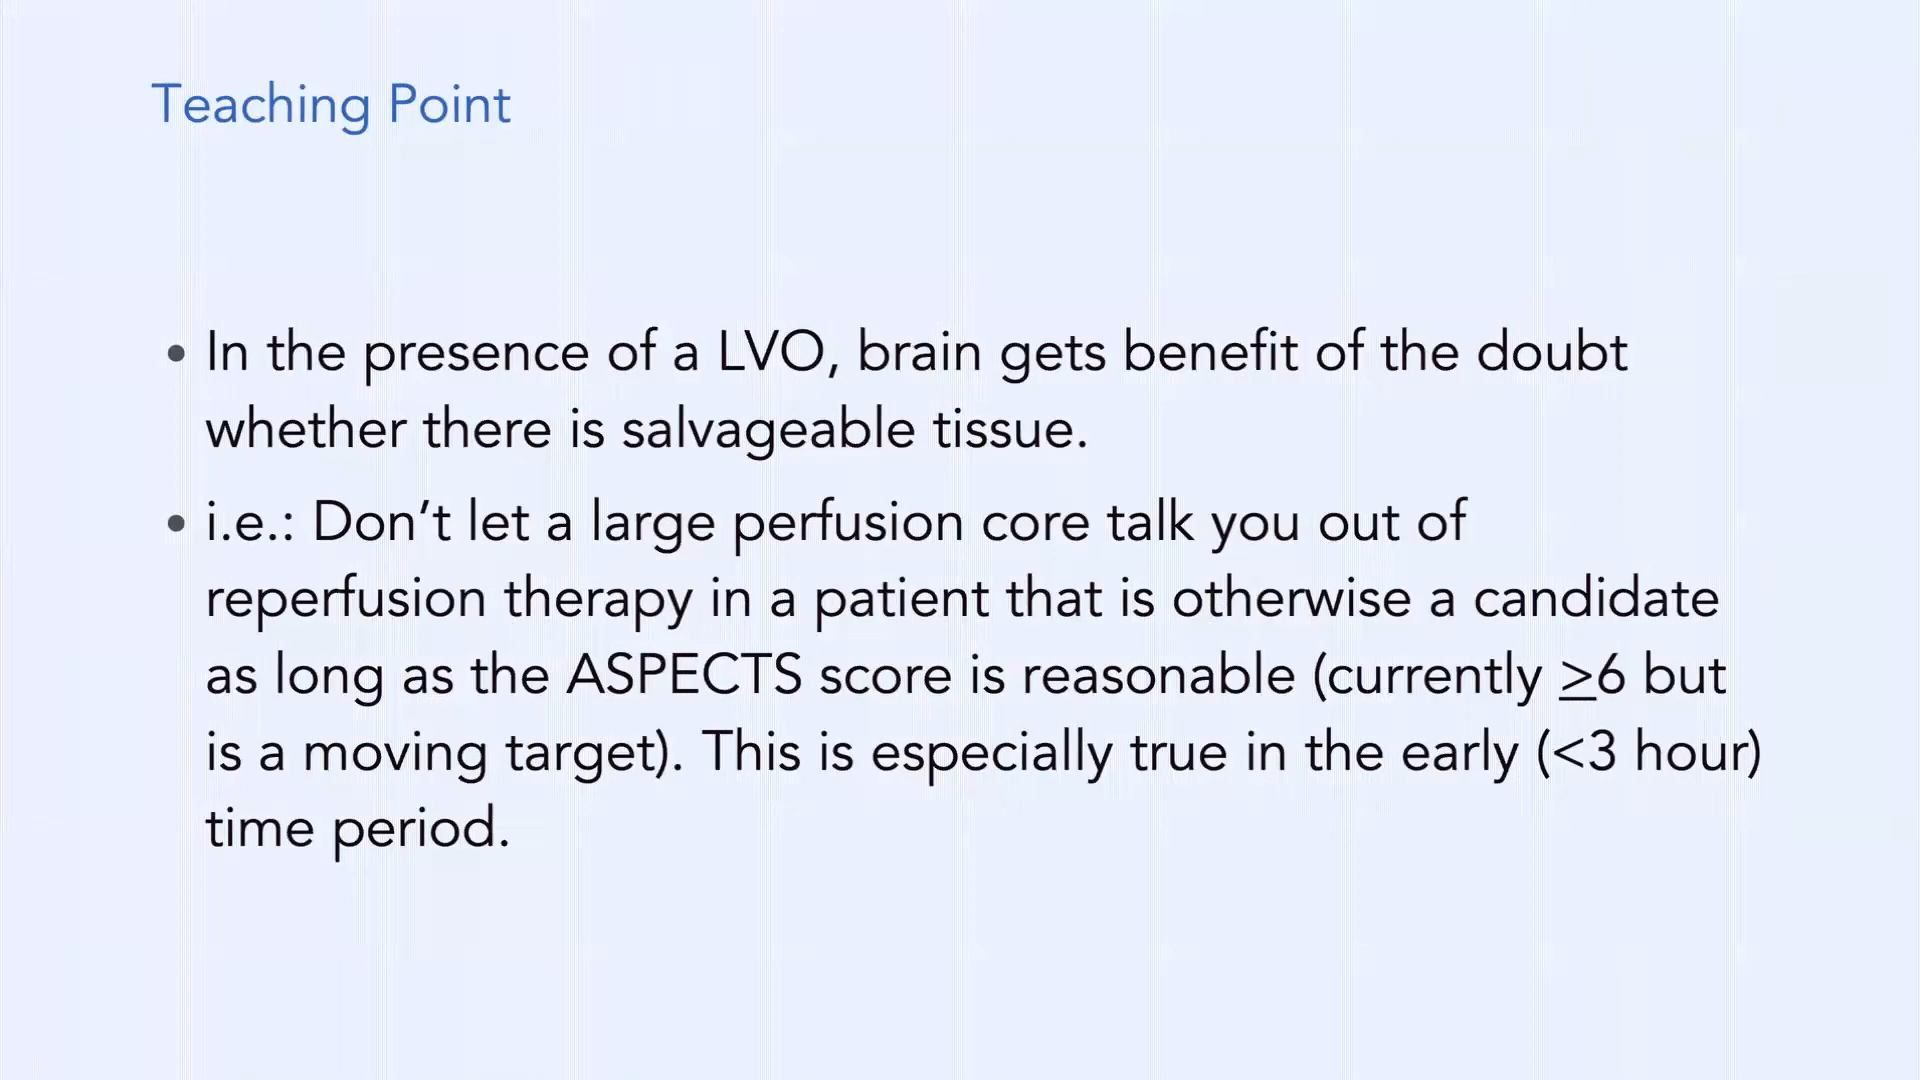 Teaching Point
• In the presence of a LVO, brain gets benefit of the doubt
whether there is salvageable tissue.
• i.e.: Don’t let a large perfusion core talk you out of
reperfusion therapy in a patient that is otherwise a candidate
as long as the ASPECTS score is reasonable (currently ≥6 but
is a moving target). This is especially true in the early (<3 hour)
time period.